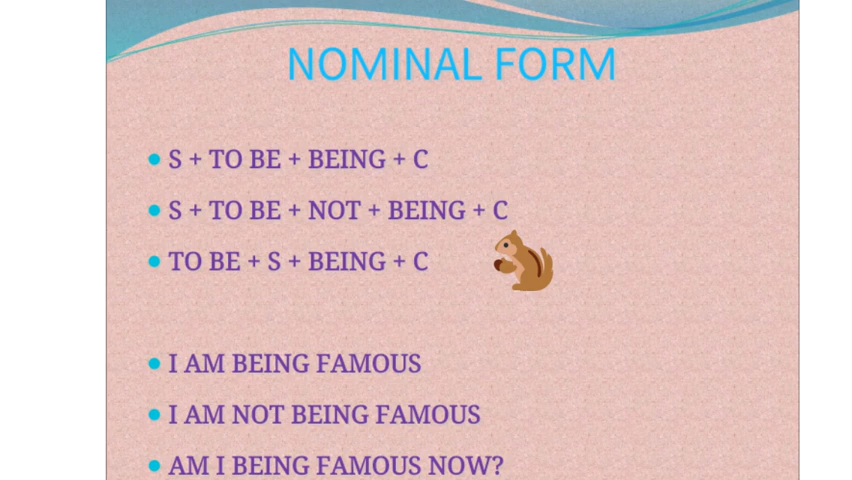 NOMINAL FORM
S + TO BE + BEING + C
S + TO BE + NOT + BEING + C
TO BE + S + BEING + C
I AM BEING FAMOUS
I AM NOT BEING FAMOUS
AM I BEING FAMOUS NOW?